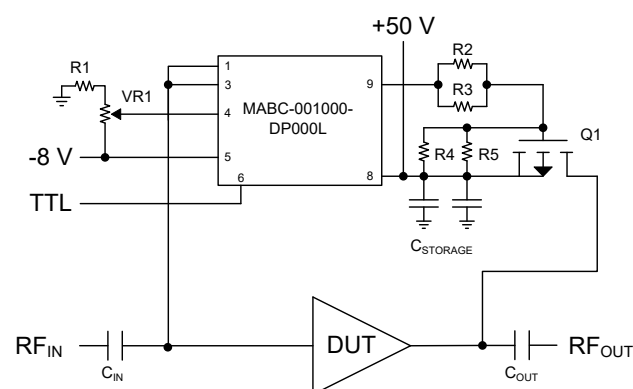 +50 V
R1
VR1
1
3
4
5
6
MABC-001000-
DP000L
9
8
R2
R3
R4
R5
Q1
-8 V
TTL
CSTORAGE
RFIN
CIN
DUT
COUT
RFOUT